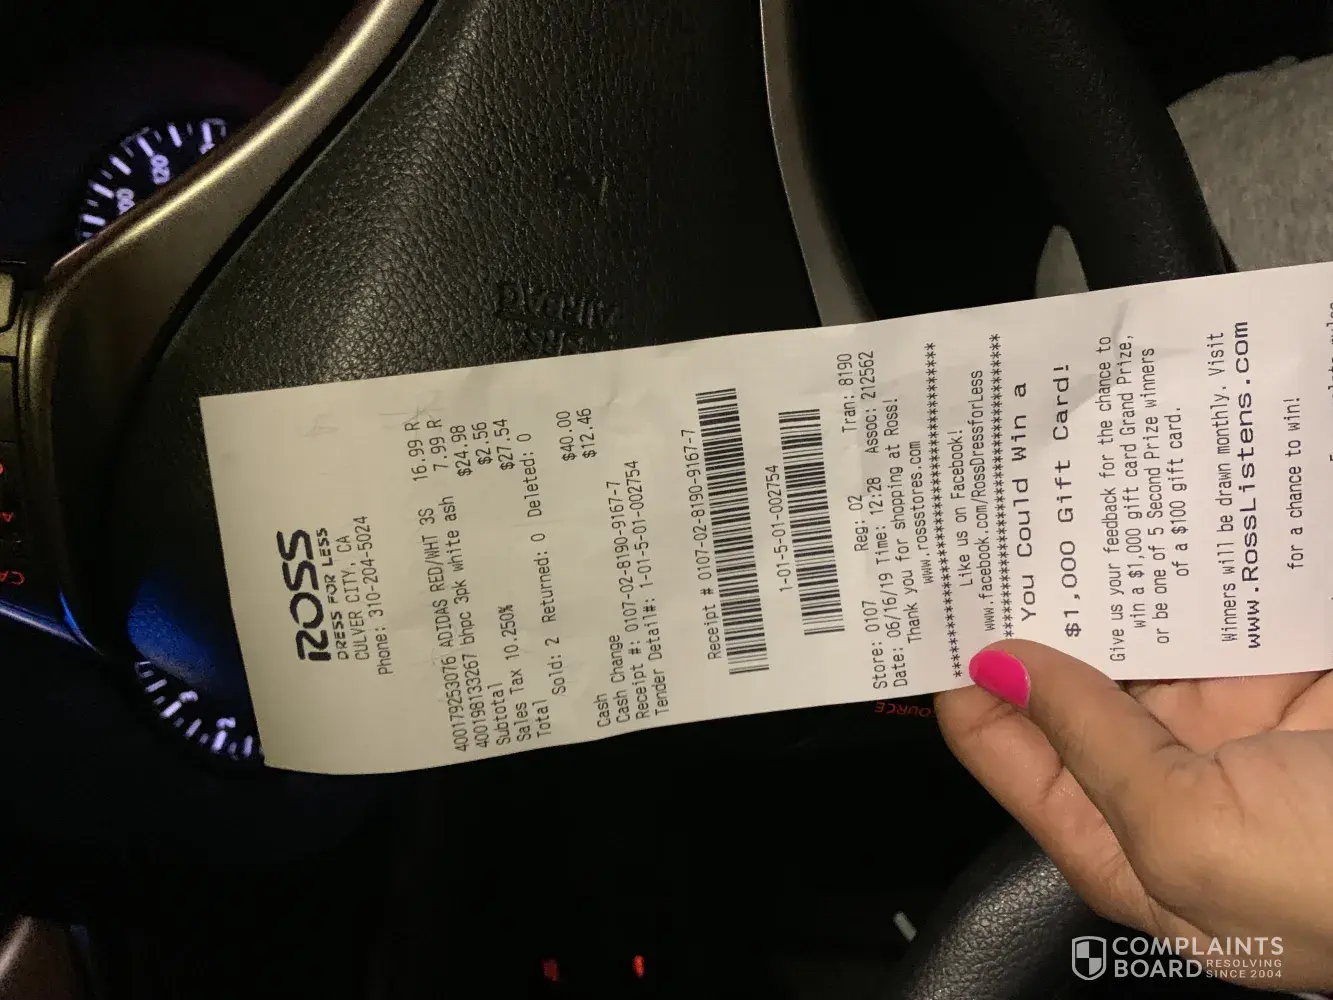 ROSS
DRESS FOR LESS
CULVER CITY, CA
Phone: 310-204-5024
400179253076 ADIDAS RED/WHT 3S 16.99 R
400198133267 bhpc 3pk white ash 7.99 R
Subtotal $24.98
Sales Tax 10.250% $2.56
Total $27.54
Sold: 2 Returned: 0 Deleted: 0
Cash $40.00
Cash Change $12.46
Receipt #: 0107-02-8190-9167-7
Tender Detail#: 1-01-5-01-002754
Receipt # 0107-02-8190-9167-7
1-01-5-01-002754
Store: 0107 Reg: 02 Tran: 8190
Date: 06/16/19 Time: 12:28 Assoc: 212562
Thank you for shopping at Ross!
www.rossstores.com
****************************************
Like us on Facebook!
www.facebook.com/RossDressforLess
****************************************
You Could Win a
$1,000 Gift Card!
Give us your feedback for the chance to
win a $1,000 gift card Grand Prize,
or be one of 5 Second Prize winners
of a $100 gift card.
Winners will be drawn monthly. Visit
www.RossListens.com
for a chance to win!
100
120
SRS
AIRBAG
SOURCE
COMPLAINTS
BOARD RESOLVING
SINCE 2004